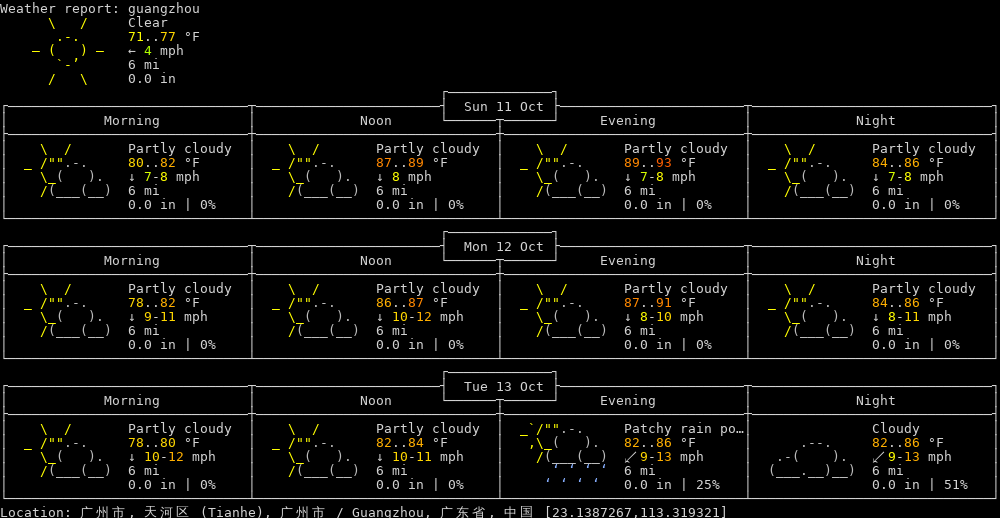 Weather report: guangzhou
Clear
71..77 °F
← 4 mph
6 mi
0.0 in
Sun 11 Oct
Morning Noon Evening Night
Partly cloudy Partly cloudy Partly cloudy Partly cloudy
80..82 °F 87..89 °F 89..93 °F 84..86 °F
↓ 7-8 mph ↓ 8 mph ↓ 7-8 mph ↓ 7-8 mph
6 mi 6 mi 6 mi 6 mi
0.0 in | 0% 0.0 in | 0% 0.0 in | 0% 0.0 in | 0%
Mon 12 Oct
Morning Noon Evening Night
Partly cloudy Partly cloudy Partly cloudy Partly cloudy
78..82 °F 86..87 °F 87..91 °F 84..86 °F
↓ 9-11 mph ↓ 10-12 mph ↓ 8-10 mph ↓ 8-11 mph
6 mi 6 mi 6 mi 6 mi
0.0 in | 0% 0.0 in | 0% 0.0 in | 0% 0.0 in | 0%
Tue 13 Oct
Morning Noon Evening Night
Partly cloudy Partly cloudy Patchy rain po… Cloudy
78..80 °F 82..84 °F 82..86 °F 82..86 °F
↓ 10-12 mph ↓ 10-11 mph ↙ 9-13 mph ↙ 9-13 mph
6 mi 6 mi 6 mi 6 mi
0.0 in | 0% 0.0 in | 0% 0.0 in | 25% 0.0 in | 51%
Location: 广州市, 天河区 (Tianhe), 广州市 / Guangzhou, 广东省, 中国 [23.1387267,113.319321]